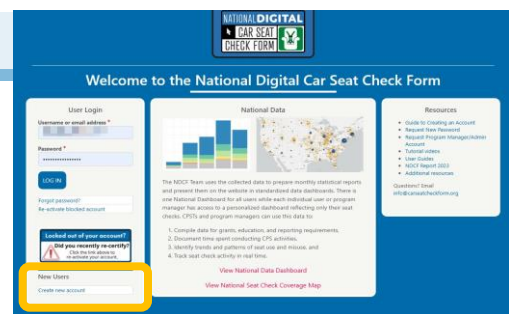 NATIONAL DIGITAL
CAR SEAT
CHECK FORM
Welcome to the National Digital Car Seat Check Form
User Login
Username or email address *
Password *
LOG IN
Forgot password?
Re-activate blocked account
Locked out of your account?
Did you recently re-certify?
Click the link above to
re-activate your account.
New Users
Create new account
National Data
The NDCF Team uses the collected data to prepare monthly statistical reports
and present them on the website in standardized data dashboards. There is
one National Dashboard for all users while each individual user or program
manager has access to a personalized dashboard reflecting only their seat
checks. CPSTs and program managers can use this data to:
1. Compile data for grants, education, and reporting requirements.
2. Document time spent conducting CPS activities.
3. Identify trends and patterns of seat use and misuse, and
4. Track seat check activity in real time.
View National Data Dashboard
View National Seat Check Coverage Map
Resources
• Guide to Creating an Account
• Request New Password
• Request Program Manager/Admin
Account
• Tutorial videos
• User Guides
• NDCF Report 2022
• Additional resources
Questions? Email
info@carseatcheckform.org